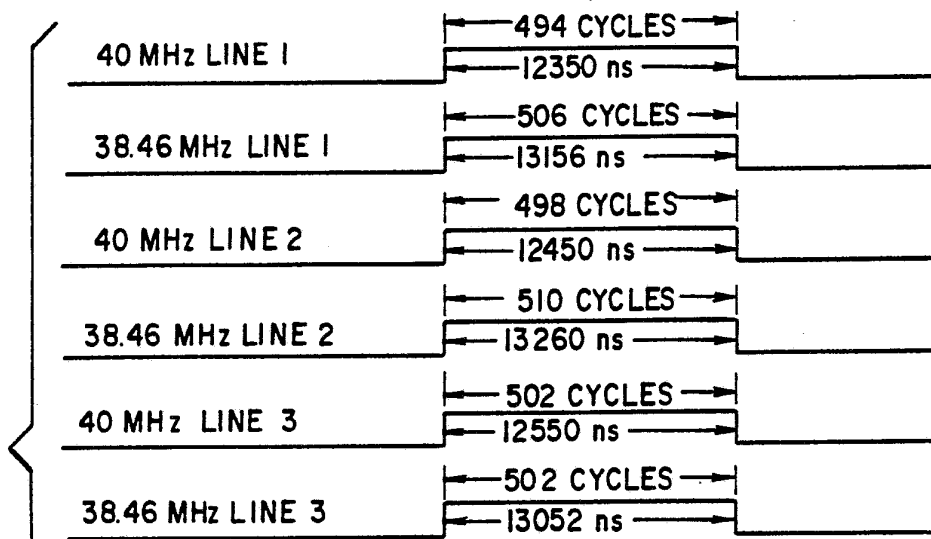 494 CYCLES
40 MHz LINE 1
12350 ns
506 CYCLES
38.46 MHz LINE 1
13156 ns
498 CYCLES
40 MHz LINE 2
12450 ns
510 CYCLES
38.46 MHz LINE 2
13260 ns
502 CYCLES
40 MHz LINE 3
12550 ns
502 CYCLES
38.46 MHz LINE 3
13052 ns